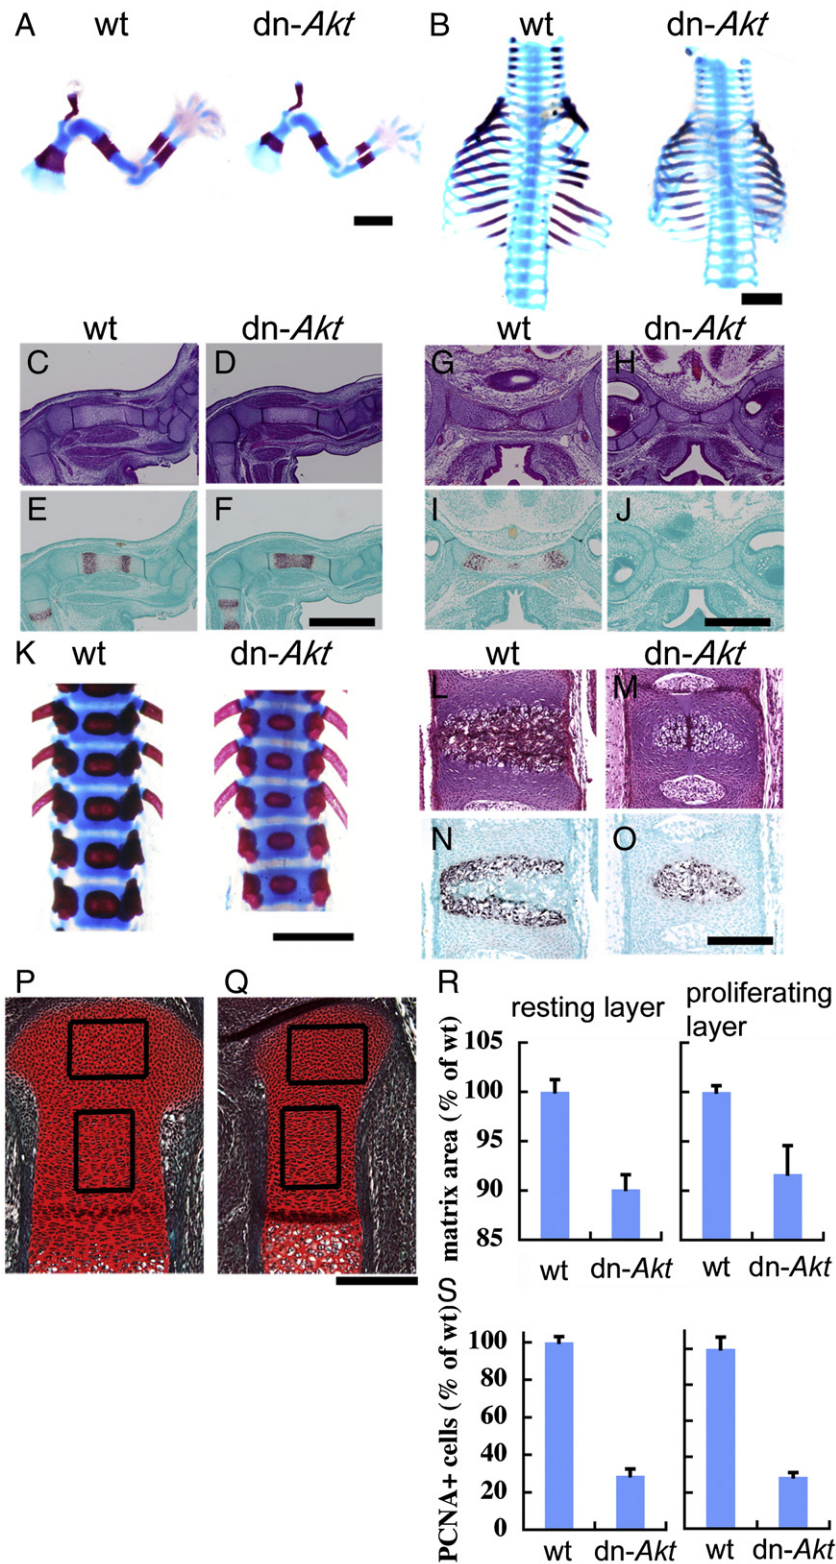 A wt dn-Akt B wt dn-Akt
wt dn-Akt wt dn-Akt
C D G H
E F I J
K wt dn-Akt wt dn-Akt
L M
N O
P Q R
resting layer proliferating layer
matrix area (% of wt)
105
100
95
90
85
wt dn-Akt wt dn-Akt
S
PCNA+ cells (% of wt)
100
80
60
40
20
0
wt dn-Akt wt dn-Akt